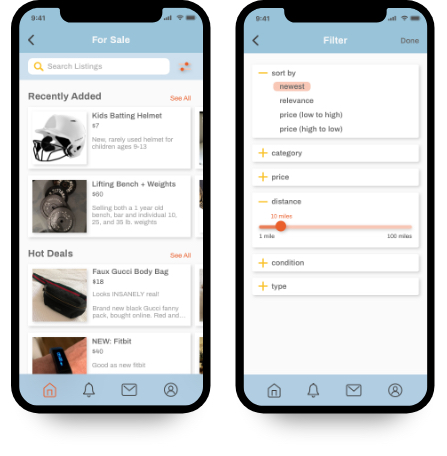 9:41
For Sale
Search Listings
Recently Added
See All
Kids Batting Helmet
$7
New, rarely used helmet for
children ages 9-13
Lifting Bench + Weights
$60
Selling both a 1 year old
bench, bar and individual 10,
25, and 35 lb. weights
Hot Deals
See All
Faux Gucci Body Bag
$18
Looks INSANELY real!
Brand new black Gucci fanny
pack, bought online. Red and...
NEW: Fitbit
$40
Good as new fitbit
9:41
Filter
Done
sort by
newest
relevance
price (low to high)
price (high to low)
category
price
distance
10 miles
1 mile
100 miles
condition
type